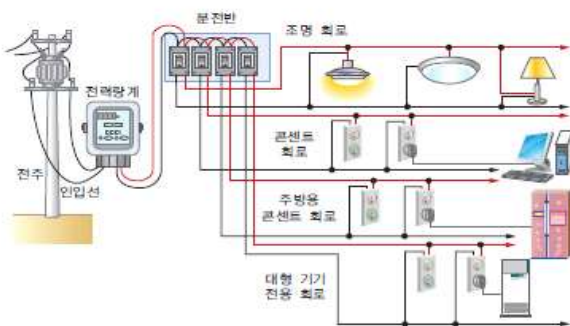 분전반
조명 회로
전력량계
콘센트
회로
전주
인입선
주방용
콘센트 회로
대형 기기
전용 회로